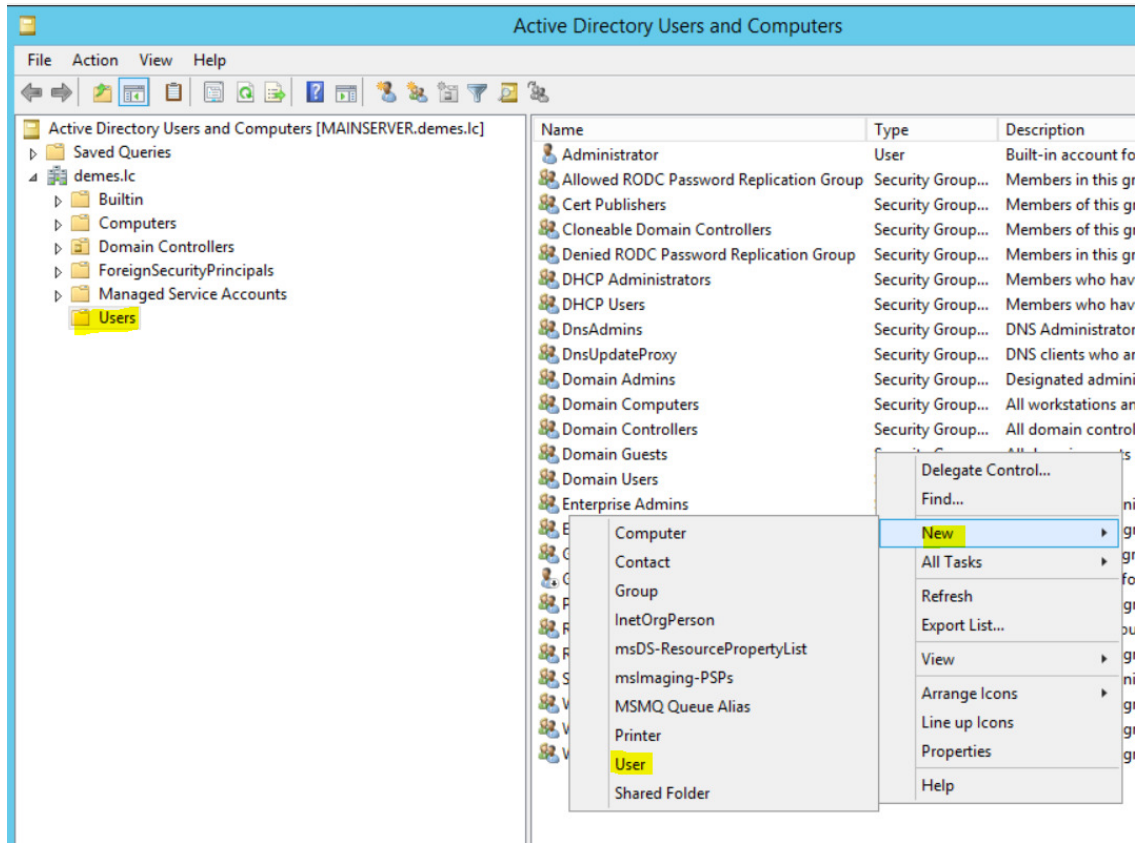 Active Directory Users and Computers
File Action View Help
Active Directory Users and Computers [MAINSERVER.demes.lc]
Saved Queries
demes.lc
Builtin
Computers
Domain Controllers
ForeignSecurityPrincipals
Managed Service Accounts
Users
Name Type Description
Administrator User Built-in account fo
Allowed RODC Password Replication Group Security Group... Members in this gr
Cert Publishers Security Group... Members of this gr
Cloneable Domain Controllers Security Group... Members of this gr
Denied RODC Password Replication Group Security Group... Members in this gr
DHCP Administrators Security Group... Members who hav
DHCP Users Security Group... Members who hav
DnsAdmins Security Group... DNS Administrator
DnsUpdateProxy Security Group... DNS clients who ar
Domain Admins Security Group... Designated admini
Domain Computers Security Group... All workstations an
Domain Controllers Security Group... All domain control
Domain Guests
Domain Users
Enterprise Admins
Delegate Control...
Find...
New
All Tasks
Refresh
Export List...
View
Arrange Icons
Line up Icons
Properties
Help
Computer
Contact
Group
InetOrgPerson
msDS-ResourcePropertyList
msImaging-PSPs
MSMQ Queue Alias
Printer
User
Shared Folder